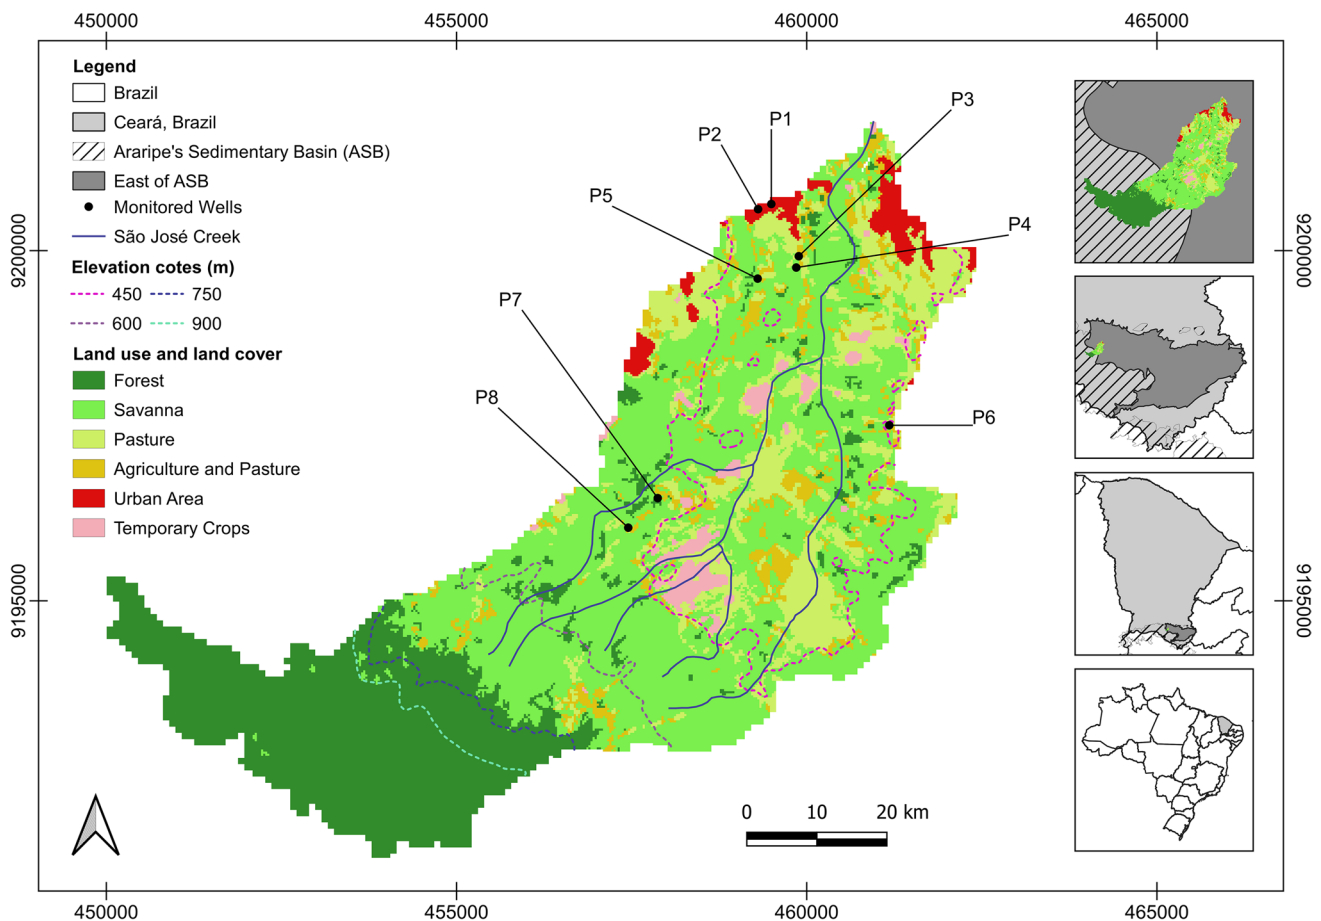 450000 455000 460000 465000
Legend
Brazil
Ceará, Brazil
Araripe's Sedimentary Basin (ASB)
East of ASB
Monitored Wells
São José Creek
Elevation cotes (m)
450 750
600 900
Land use and land cover
Forest
Savanna
Pasture
Agriculture and Pasture
Urban Area
Temporary Crops
P3
P1
P2
P5
P4
P7
P8
P6
9200000 9200000
9195000 9195000
0 10 20 km
450000 455000 460000 465000